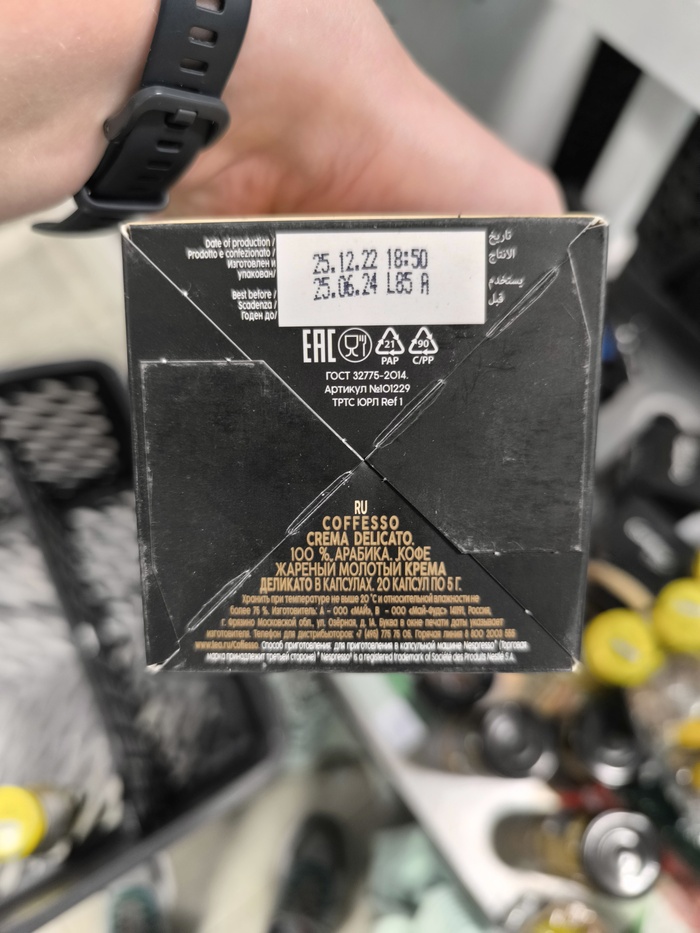 Date of production /
Prodotto e confezionato /
Изготовлен и
упакован/
25.12.22 18:50
25.06.24 L85 A
تاريخ
الانتاج
Best before /
Scadenza /
Годен до/
يستخدم
قبل
EAC
21
PAP
90
C/PP
ГОСТ 32775-2014.
Артикул №101229
ТРТС ЮРЛ Ref 1
RU
COFFESSO
CREMA DELICATO.
100 % АРАБИКА. КОФЕ
ЖАРЕНЫЙ МОЛОТЫЙ КРЕМА
ДЕЛИКАТО В КАПСУЛАХ. 20 КАПСУЛ ПО 5 Г.
Хранить при температуре не выше 20 °С и относительной влажности не
более 75 %. Изготовитель: А - ООО «МАЙ», В - ООО «Май-Фудс» 141191, Россия,
г. Фрязино Московской обл., ул. Озёрная, д. 1А. Буква в окне печати даты указывает
изготовителя. Телефон для дистрибьюторов: +7 (495) 775 75 05. Горячая линия 8 800 2003 555
Способ приготовления: для приготовления в капсульной машине Nespresso* (Торговая
марка принадлежит третьей стороне) * Nespresso® is a registered trademark of Société des Produits Nestlé S.A.